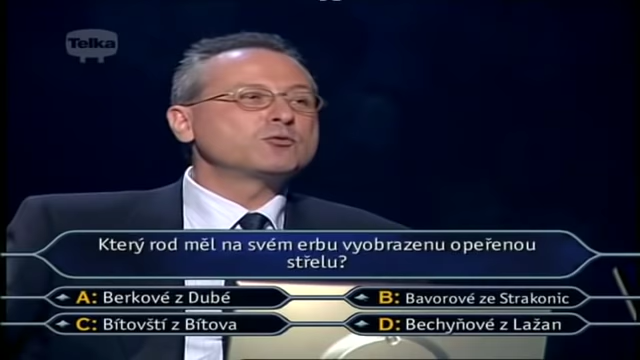 Telka
Který rod měl na svém erbu vyobrazenu opeřenou
střelu?
A: Berkové z Dubé
B: Bavorové ze Strakonic
C: Bítovští z Bítova
D: Bechyňové z Lažan